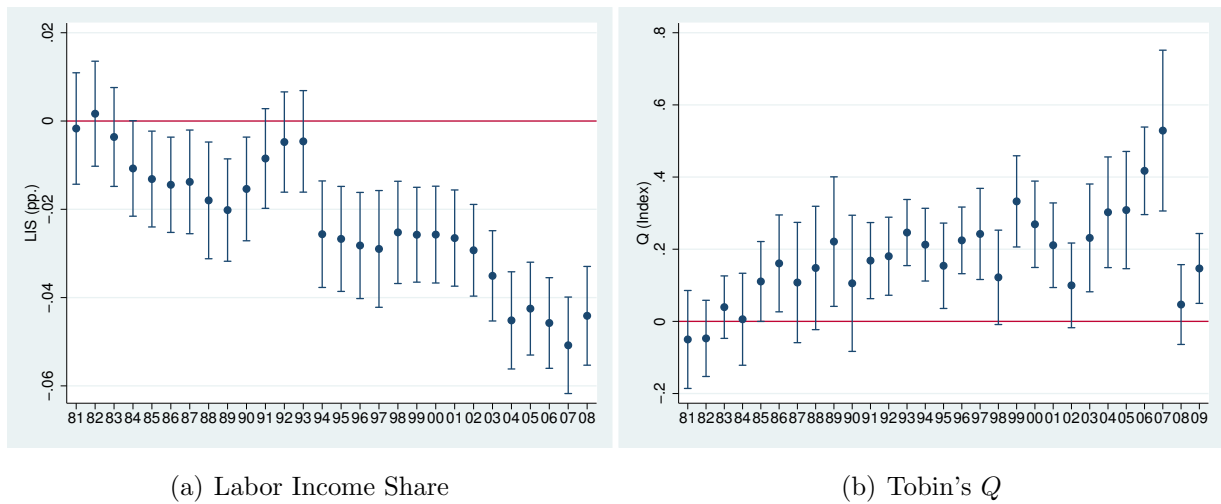 .02
0
-.02
-.04
-.06
LIS (pp.)
81 82 83 84 85 86 87 88 89 90 91 92 93 94 95 96 97 98 99 00 01 02 03 04 05 06 07 08
(a) Labor Income Share
.8
.6
.4
.2
0
-.2
Q (Index)
81 82 83 84 85 86 87 88 89 90 91 92 93 94 95 96 97 98 99 00 01 02 03 04 05 06 07 08 09
(b) Tobin's Q